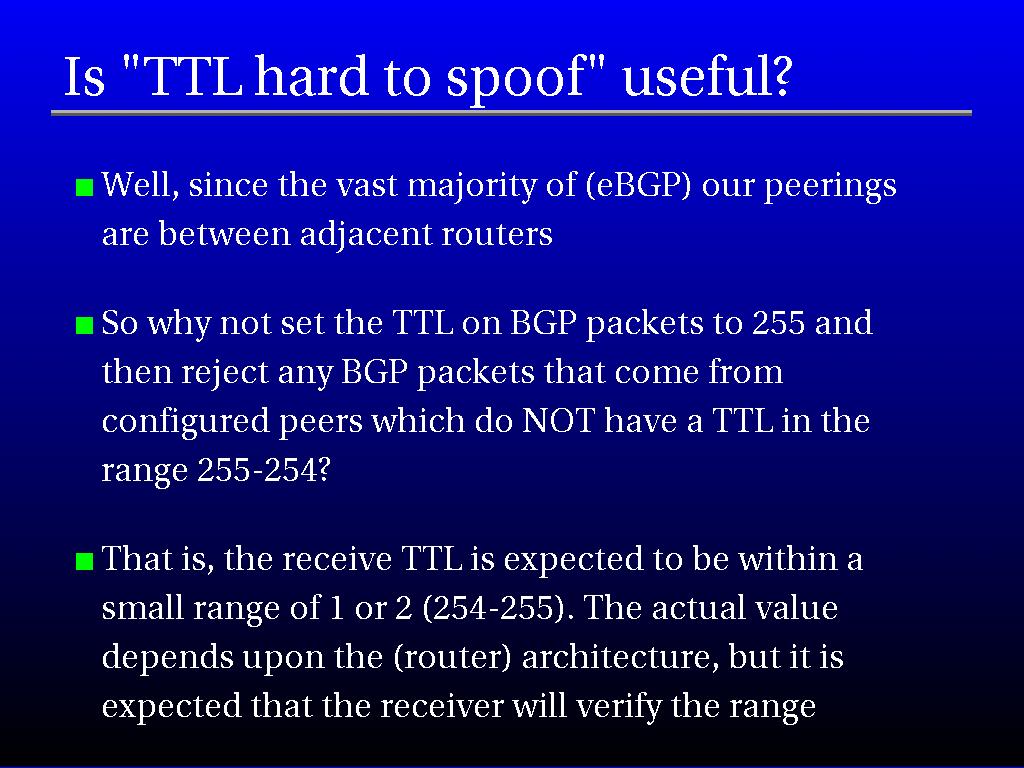 Is "TTL hard to spoof" useful?
Well, since the vast majority of (eBGP) our peerings
are between adjacent routers
So why not set the TTL on BGP packets to 255 and
then reject any BGP packets that come from
configured peers which do NOT have a TTL in the
range 255-254?
That is, the receive TTL is expected to be within a
small range of 1 or 2 (254-255). The actual value
depends upon the (router) architecture, but it is
expected that the receiver will verify the range